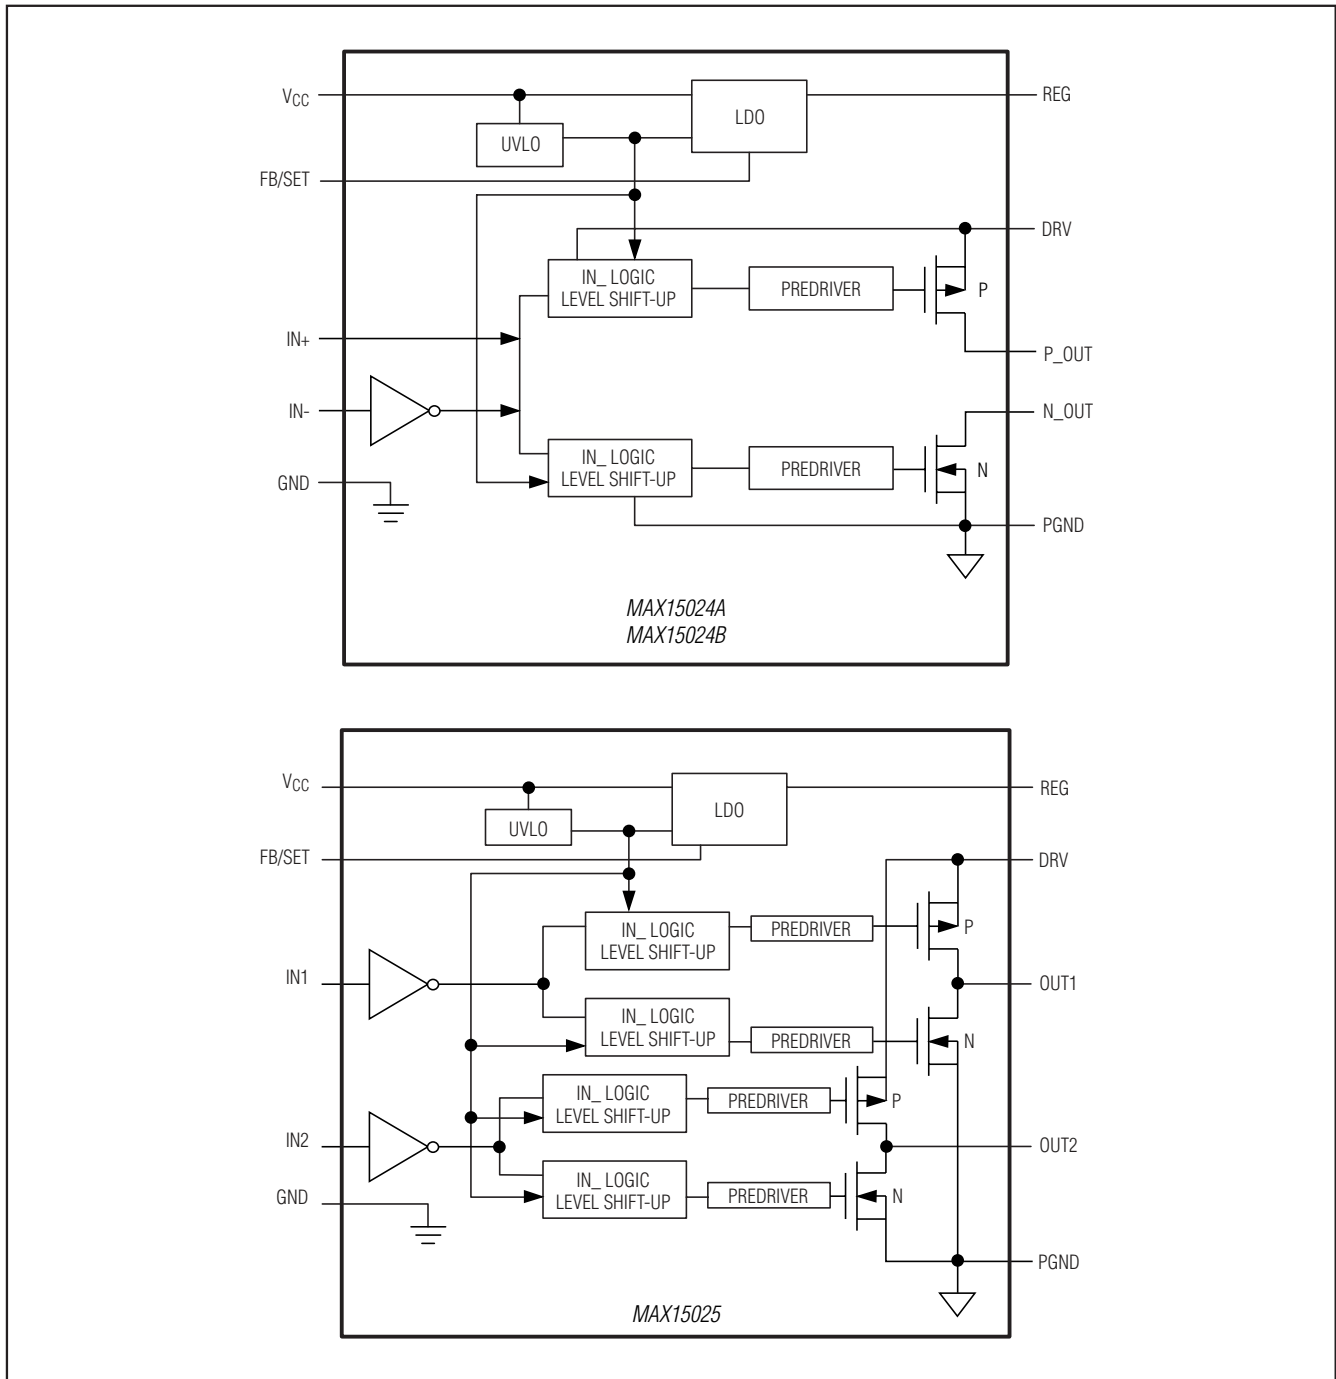 VCC
REG
LDO
UVLO
FB/SET
DRV
IN_ LOGIC
LEVEL SHIFT-UP
PREDRIVER
P
IN+
P_OUT
IN-
N_OUT
IN_ LOGIC
LEVEL SHIFT-UP
PREDRIVER
N
GND
PGND
MAX15024A
MAX15024B
VCC
REG
LDO
UVLO
FB/SET
DRV
IN_ LOGIC
LEVEL SHIFT-UP
PREDRIVER
P
IN1
OUT1
IN_ LOGIC
LEVEL SHIFT-UP
PREDRIVER
N
IN_ LOGIC
LEVEL SHIFT-UP
PREDRIVER
P
IN2
OUT2
IN_ LOGIC
LEVEL SHIFT-UP
PREDRIVER
N
GND
PGND
MAX15025